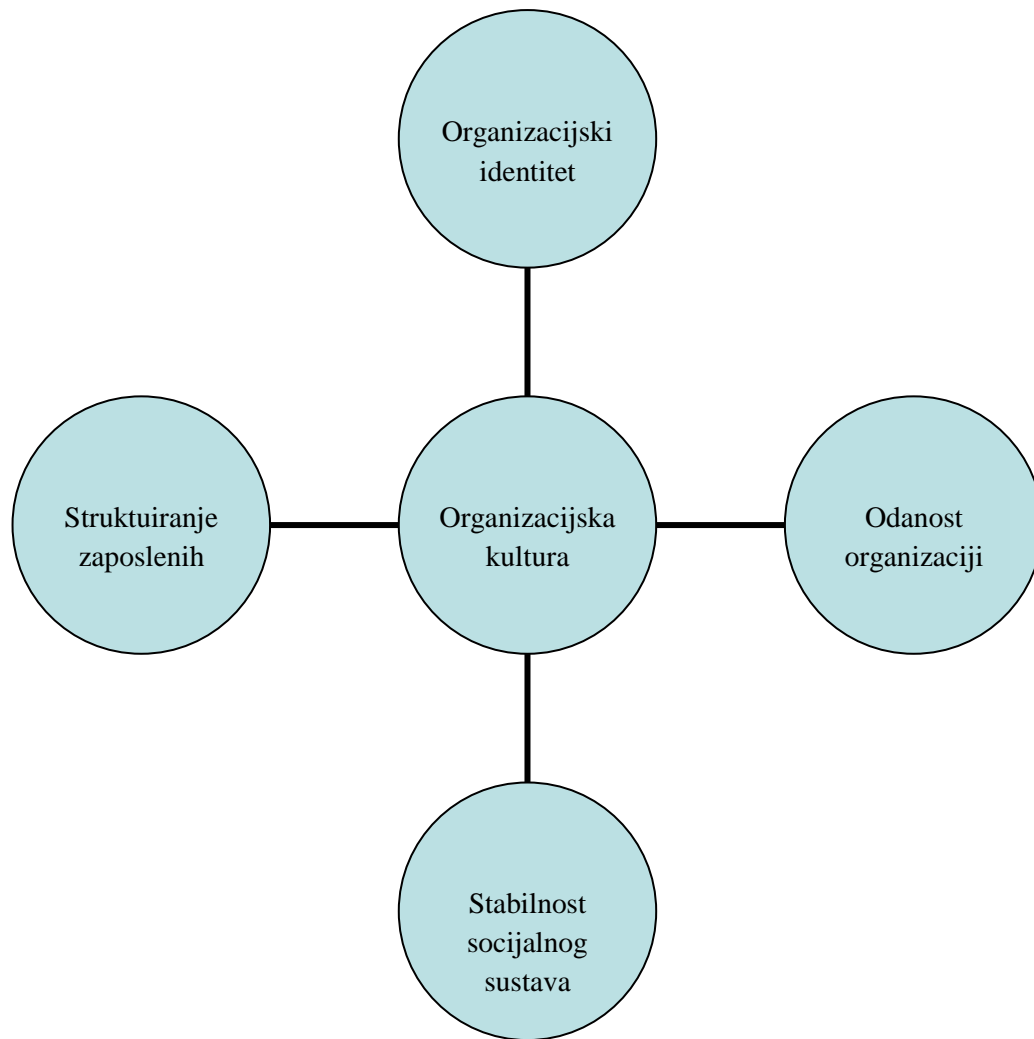 Organizacijski
identitet
Struktuiranje
zaposlenih
Organizacijska
kultura
Odanost
organizaciji
Stabilnost
socijalnog
sustava